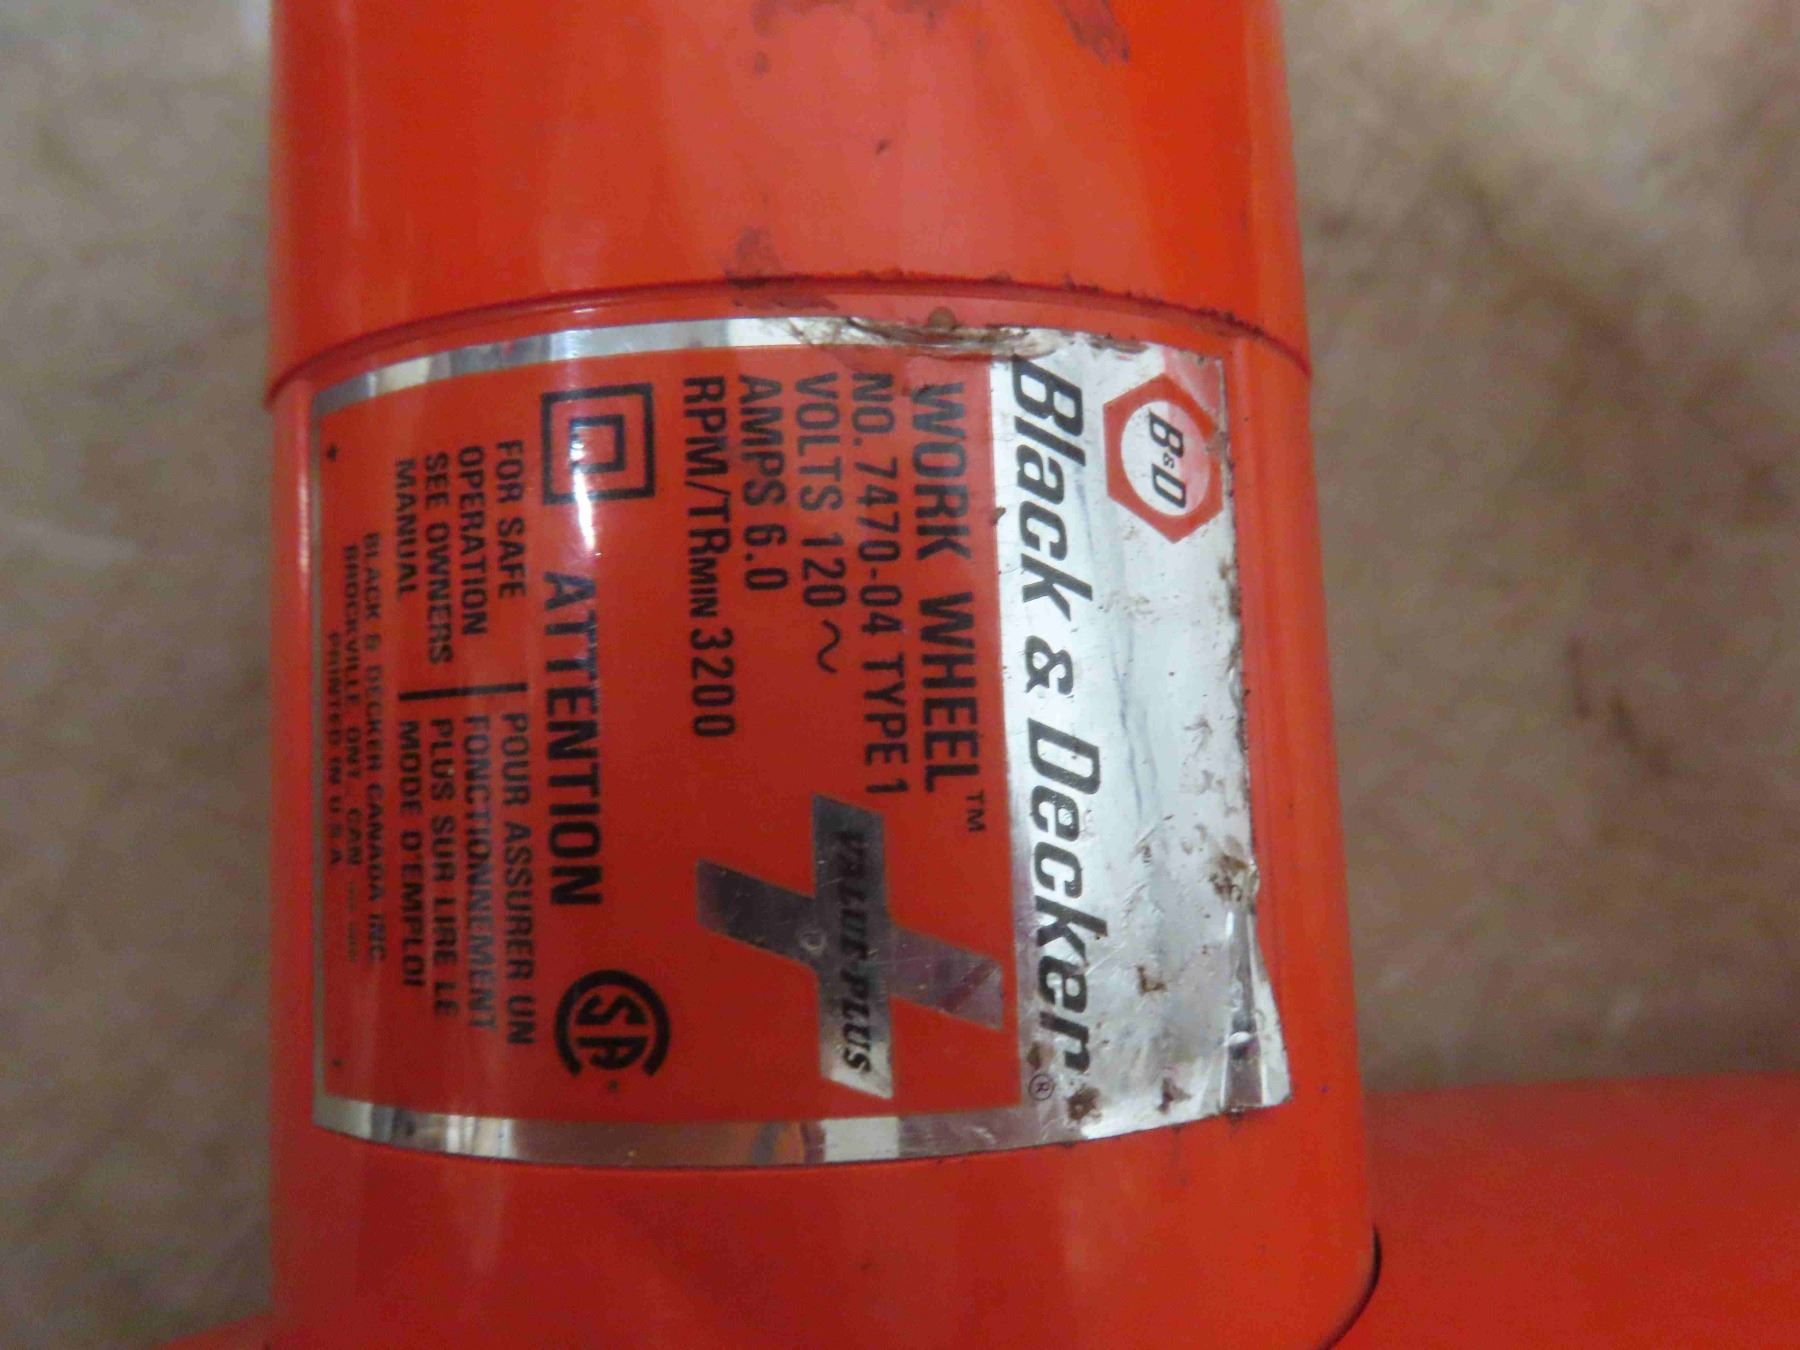 B&D
Black & Decker®
WORK WHEEL™
NO. 7470-04 TYPE 1
VOLTS 120 ~
AMPS 6.0
RPM/TRMIN 3200
VALUE PLUS
ATTENTION
SA
FOR SAFE
OPERATION
SEE OWNERS
MANUAL
POUR ASSURER UN
FONCTIONNEMENT
PLUS SUR LIRE LE
MODE D'EMPLOI
BLACK & DECKER CANADA INC.
BROCKVILLE, ONT., CAN
PRINTED IN U.S.A.